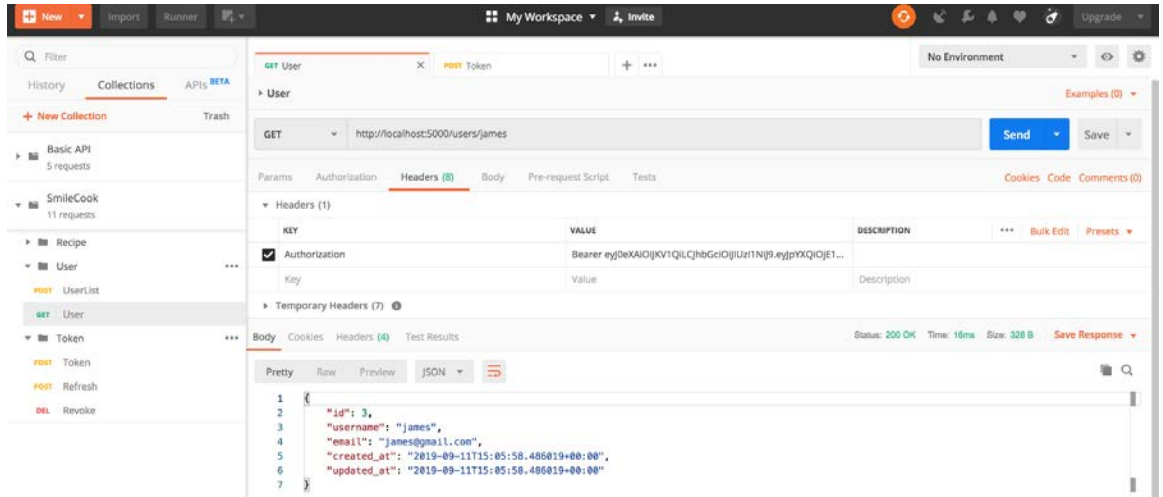 New Import Runner My Workspace Invite Upgrade
Filter
History Collections APIs BETA
+ New Collection Trash
Basic API
5 requests
SmileCook
11 requests
Recipe
User
POST UserList
GET User
Token
POST Token
POST Refresh
DEL Revoke
GET User X POST Token + ••• No Environment
User Examples (0)
GET http://localhost:5000/users/james Send Save
Params Authorization Headers (8) Body Pre-request Script Tests Cookies Code Comments (0)
Headers (1)
KEY VALUE DESCRIPTION ••• Bulk Edit Presets
Authorization
Key Value Description
Temporary Headers (7)
Body Cookies Headers (4) Test Results Status: 200 OK Time: 16ms Size: 328 B Save Response
Pretty Raw Preview JSON
1 {
2 "id": 3,
3 "username": "james",
4 "email": "james@gmail.com",
5 "created_at": "2019-09-11T15:05:58.486019+00:00",
6 "updated_at": "2019-09-11T15:05:58.486019+00:00"
7 }